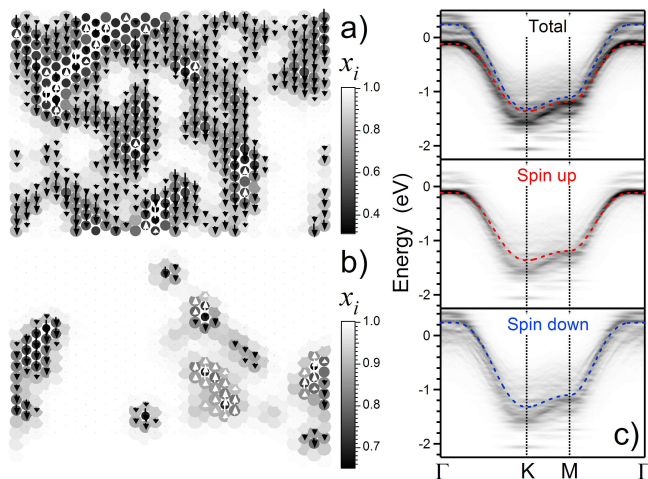 a)
x_i
1.0
0.8
0.6
0.4
b)
x_i
1.0
0.9
0.8
0.7
Energy (eV)
Total
0
-1
-2
Spin up
0
-1
-2
Spin down
0
-1
-2
c)
Γ K M Γ